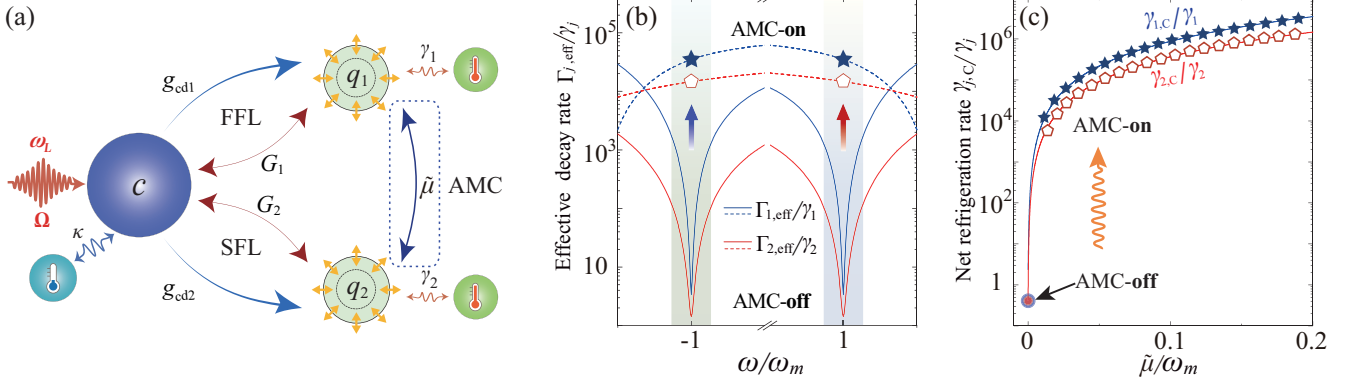 (a)
g_cd1
q_1
γ_1
FFL
ω_L
G_1
c
μ̃
AMC
Ω
G_2
κ
SFL
γ_2
q_2
g_cd2
(b)
Effective decay rate Γ_j,eff/γ_j
10^5
10^3
10
AMC-on
Γ_1,eff/γ_1
Γ_2,eff/γ_2
AMC-off
-1
1
ω/ω_m
(c)
Net refrigeration rate γ_j,C/γ_j
10^6
10^4
10^2
1
γ_1,C/γ_1
γ_2,C/γ_2
AMC-on
AMC-off
0
0.1
0.2
μ̃/ω_m